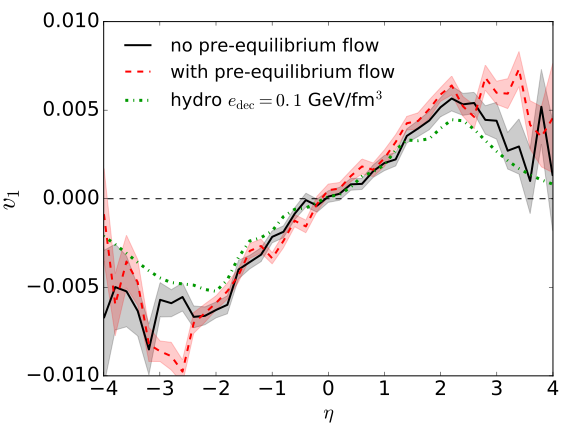 0.010
no pre-equilibrium flow
with pre-equilibrium flow
hydro e_dec = 0.1 GeV/fm³
0.005
v₁
0.000
−0.005
−0.010
−4 −3 −2 −1 0 1 2 3 4
η